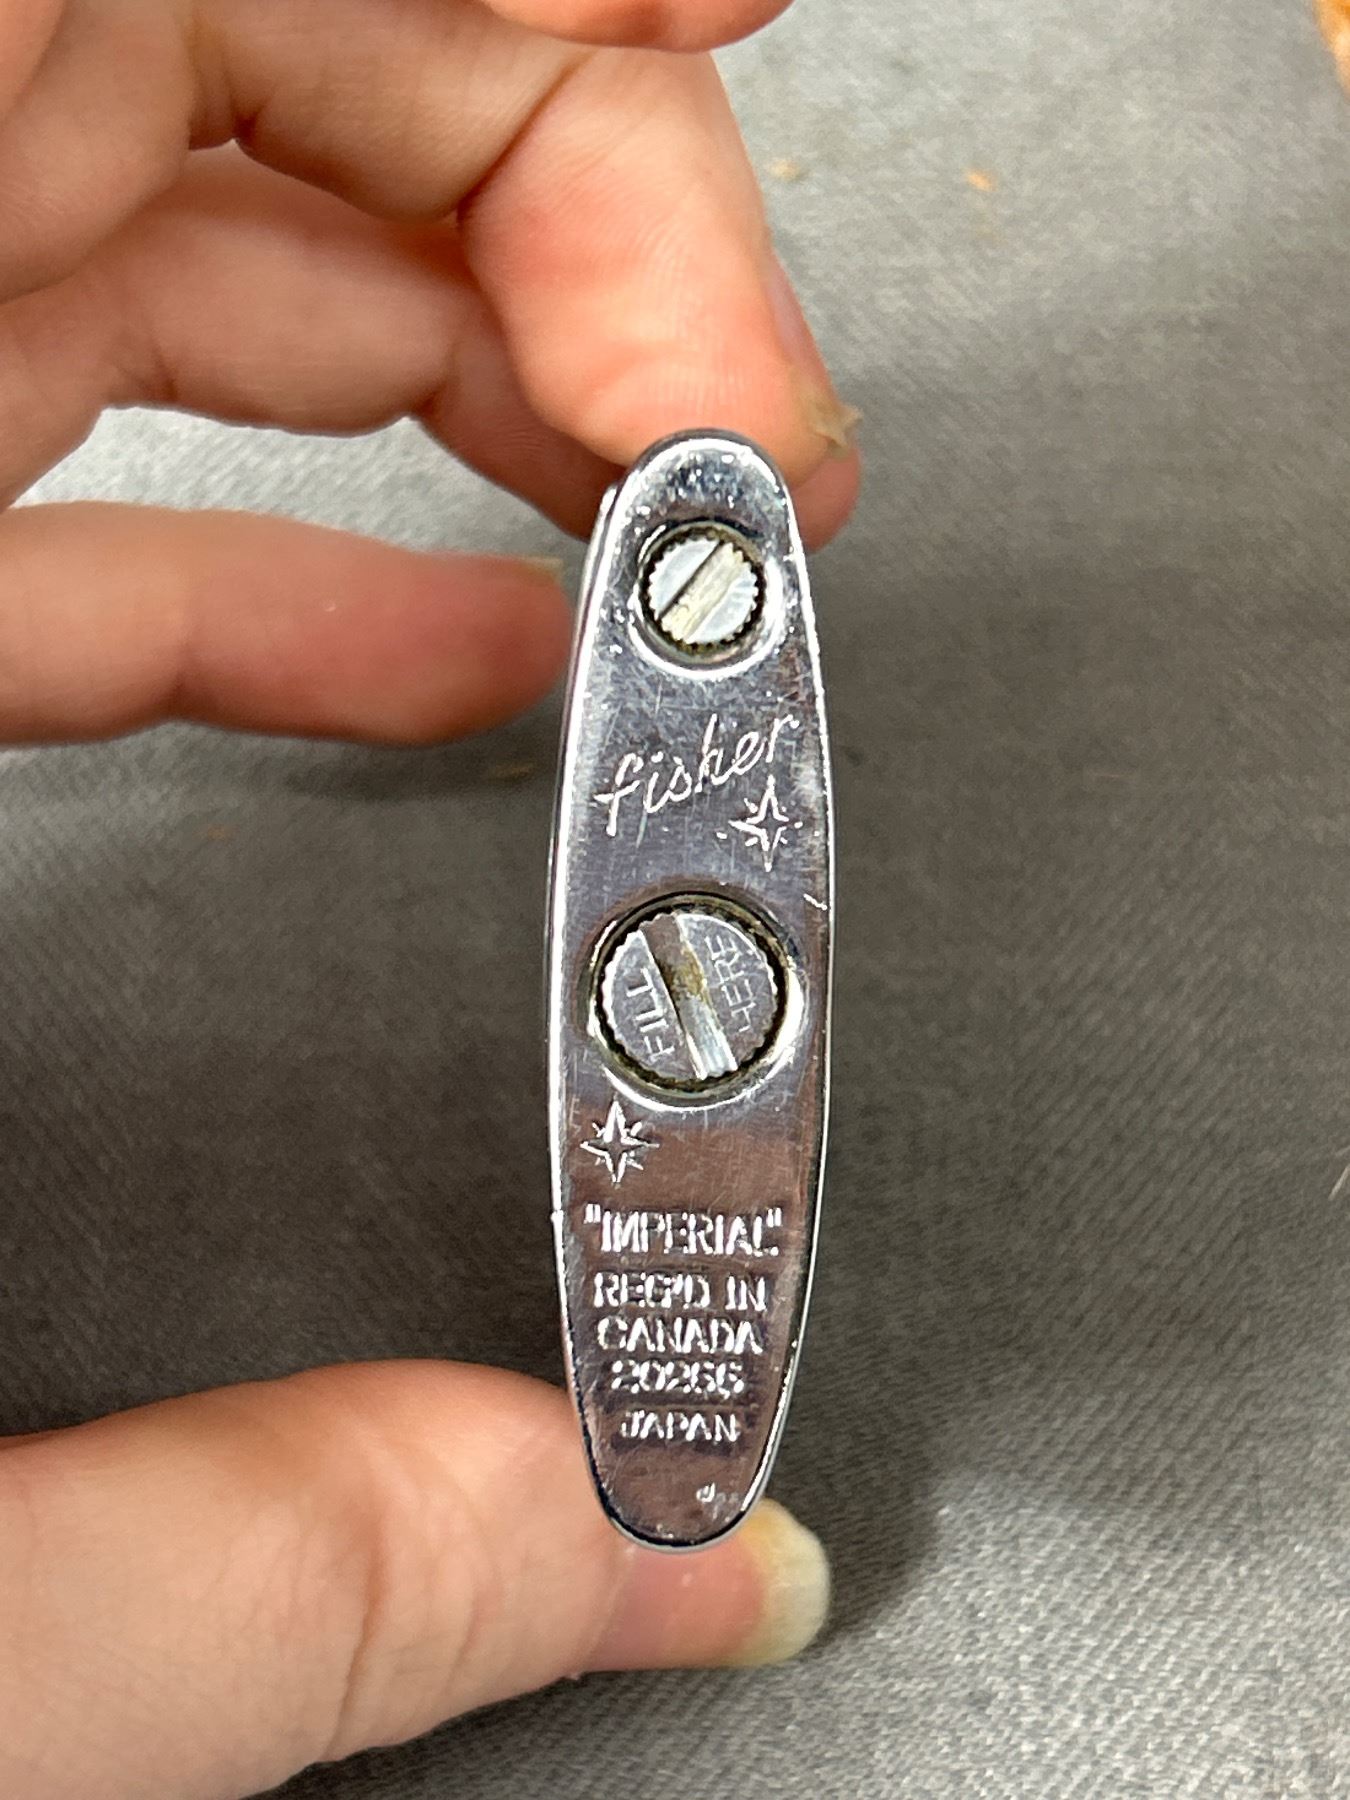 fisher
FILL
HERE
"IMPERIAL"
REG'D IN
CANADA
20266
JAPAN